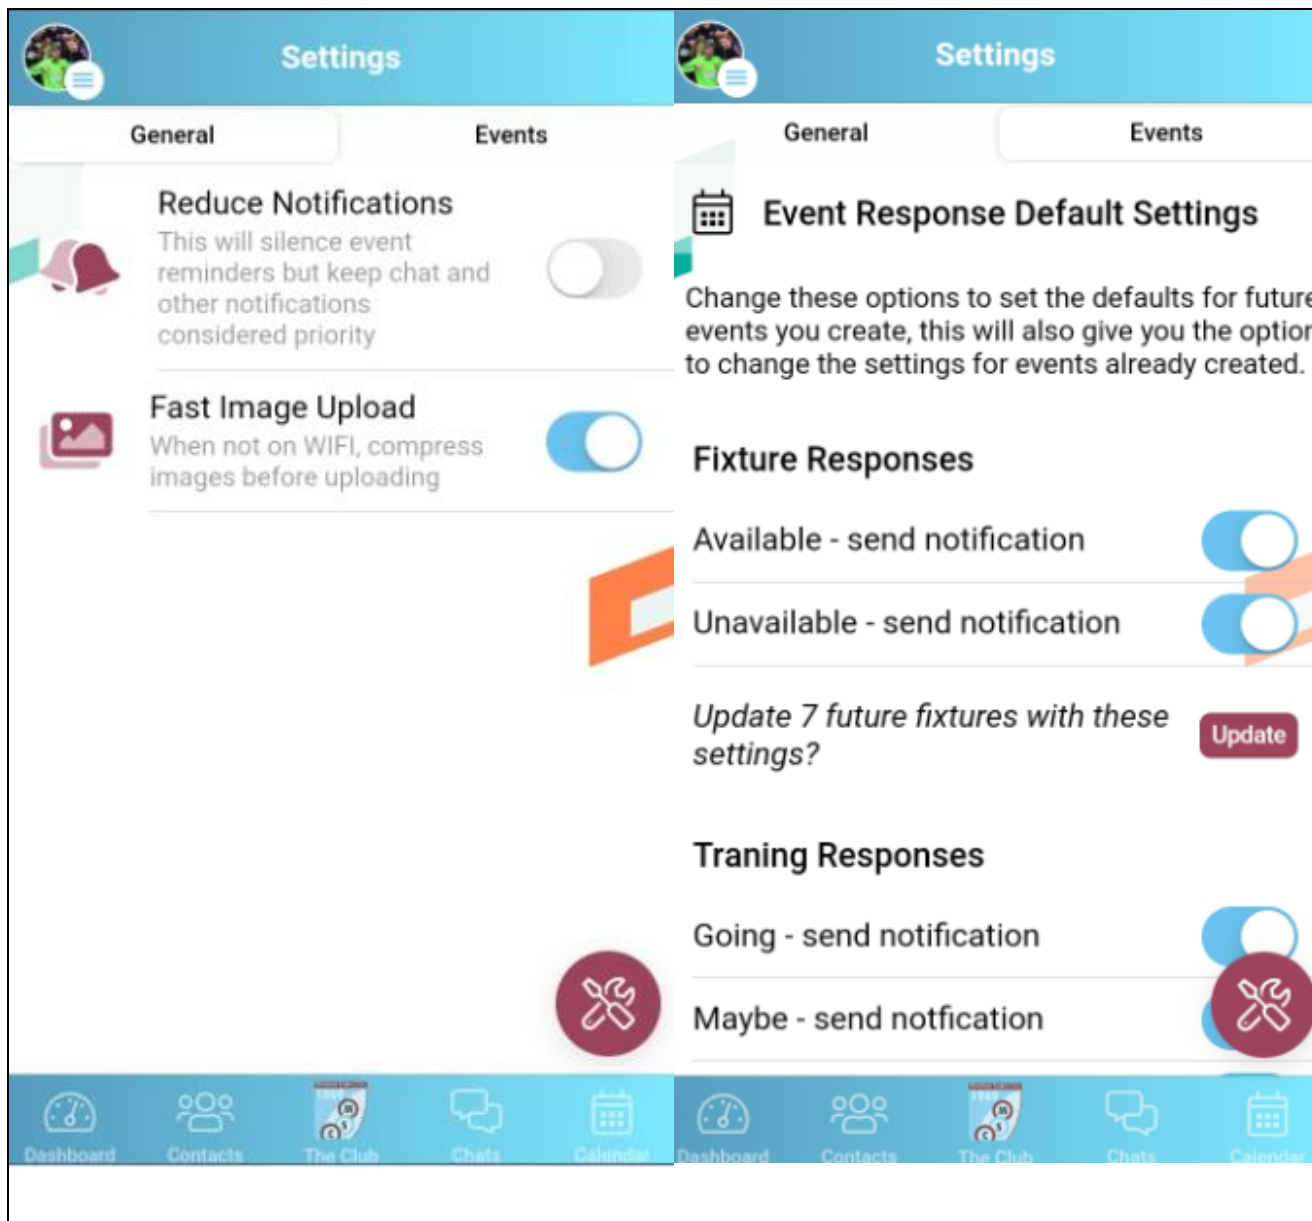 Settings
General Events
Reduce Notifications
This will silence event
reminders but keep chat and
other notifications
considered priority
Fast Image Upload
When not on WIFI, compress
images before uploading
Dashboard Contacts The Club Chats Calendar
Settings
General Events
Event Response Default Settings
Change these options to set the defaults for future
events you create, this will also give you the option
to change the settings for events already created.
Fixture Responses
Available - send notification
Unavailable - send notification
Update 7 future fixtures with these
settings?
Update
Traning Responses
Going - send notification
Maybe - send notfication
Dashboard Contacts The Club Chats Calendar